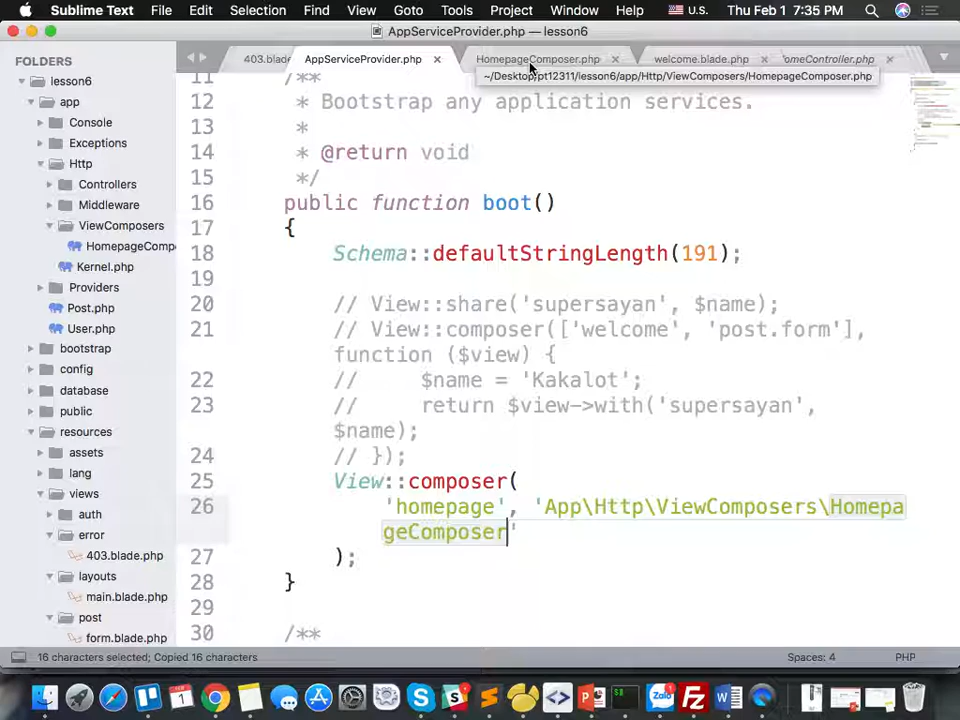 Sublime Text File Edit Selection Find View Goto Tools Project Window Help U.S. Thu Feb 1 7:35 PM
AppServiceProvider.php — lesson6
FOLDERS
lesson6
app
Console
Exceptions
Http
Controllers
Middleware
ViewComposers
HomepageComp
Kernel.php
Providers
Post.php
User.php
bootstrap
config
database
public
resources
assets
lang
views
auth
error
403.blade.php
layouts
main.blade.php
post
form.blade.php
403.blade AppServiceProvider.php HomepageComposer.php welcome.blade.php omeController.php
~/Desktop/pt12311/lesson6/app/Http/ViewComposers/HomepageComposer.php
11 /**
12 * Bootstrap any application services.
13 *
14 * @return void
15 */
16 public function boot()
17 {
18 Schema::defaultStringLength(191);
19
20 // View::share('supersayan', $name);
21 // View::composer(['welcome', 'post.form'],
function ($view) {
22 // $name = 'Kakalot';
23 // return $view->with('supersayan',
$name);
24 // });
25 View::composer(
26 'homepage', 'App\Http\ViewComposers\Homepa
geComposer'
27 );
28 }
29
30 /**
16 characters selected; Copied 16 characters Spaces: 4 PHP